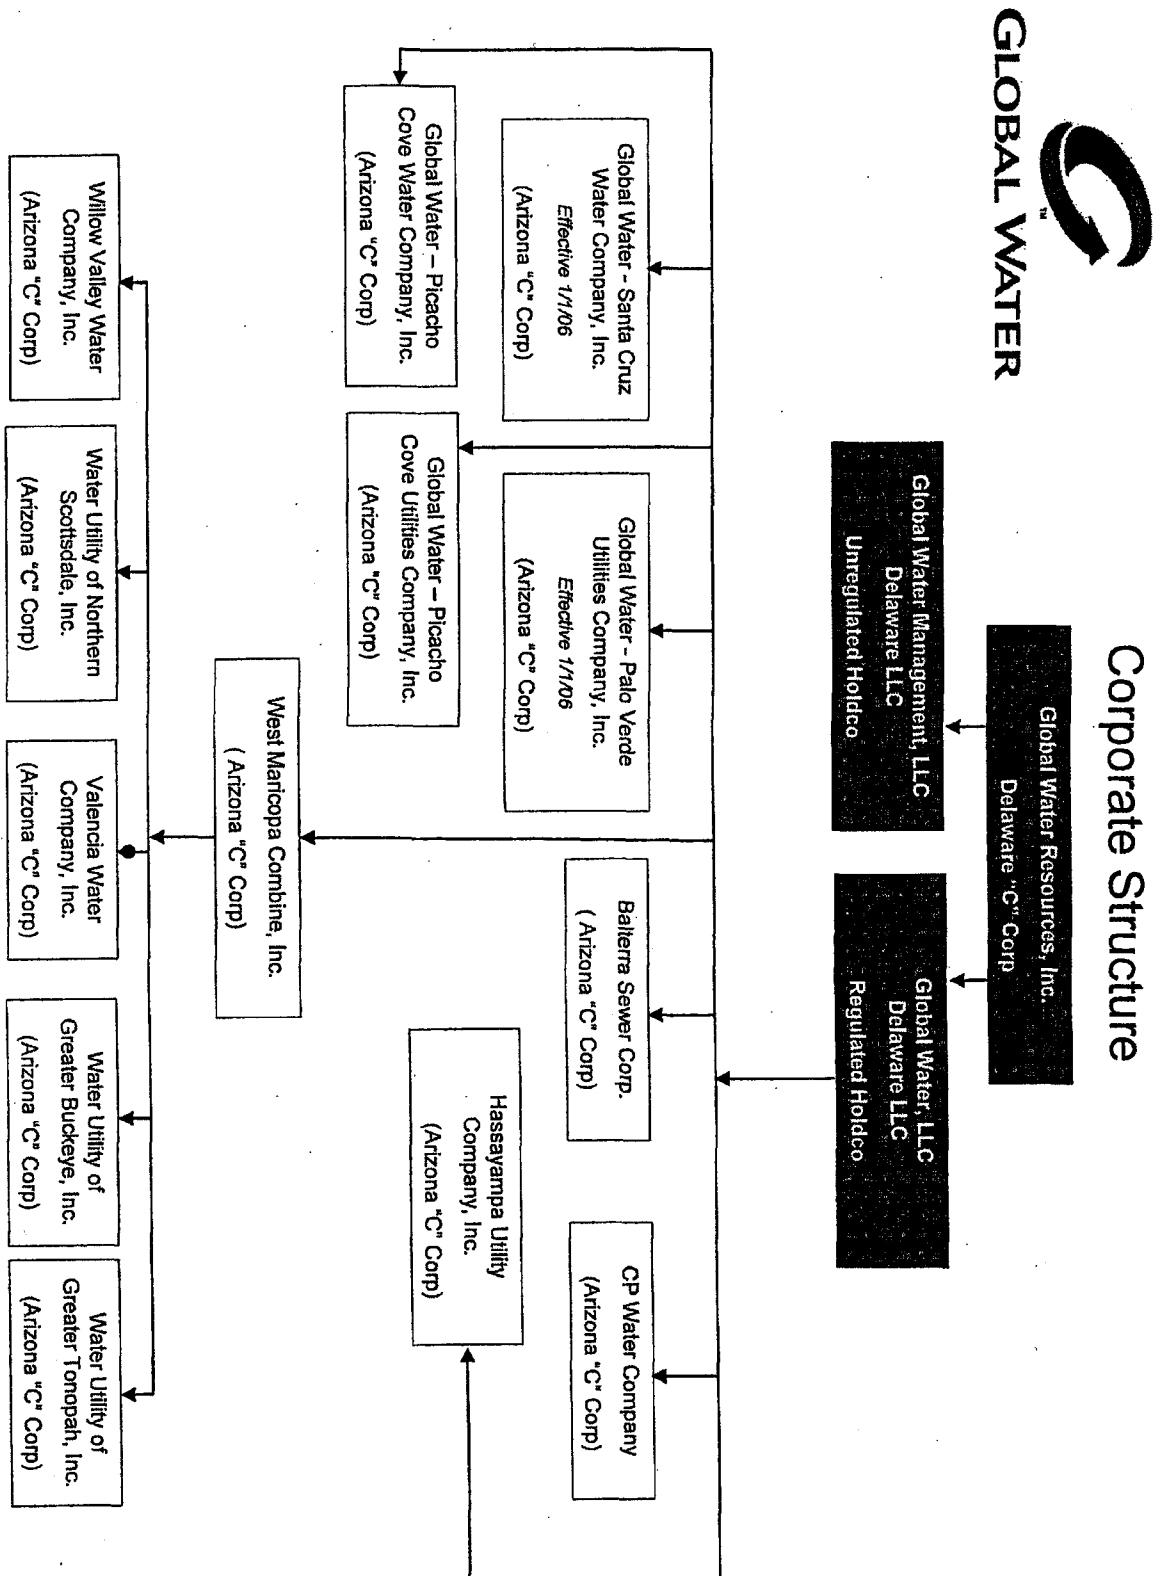 GLOBAL WATER
™
Corporate Structure
Global Water Resources, Inc.
Delaware "C" Corp
Global Water Management, LLC
Delaware LLC
Unregulated Holdco
Global Water, LLC
Delaware LLC
Regulated Holdco
Global Water - Santa Cruz
Water Company, Inc.
Effective 1/1/06
(Arizona "C" Corp)
Global Water – Palo Verde
Utilities Company, Inc.
Effective 1/1/06
(Arizona "C" Corp)
Balterra Sewer Corp.
( Arizona "C" Corp)
CP Water Company
(Arizona "C" Corp)
Global Water – Picacho
Cove Water Company, Inc.
(Arizona "C" Corp)
Global Water – Picacho
Cove Utilities Company, Inc.
(Arizona "C" Corp)
Hassayampa Utility
Company, Inc.
(Arizona "C" Corp)
West Maricopa Combine, Inc.
( Arizona "C" Corp)
Willow Valley Water
Company, Inc.
(Arizona "C" Corp)
Water Utility of Northern
Scottsdale, Inc.
(Arizona "C" Corp)
Valencia Water
Company, Inc.
(Arizona "C" Corp)
Water Utility of
Greater Buckeye, Inc.
(Arizona "C" Corp)
Water Utility of
Greater Tonopah, Inc.
(Arizona "C" Corp)